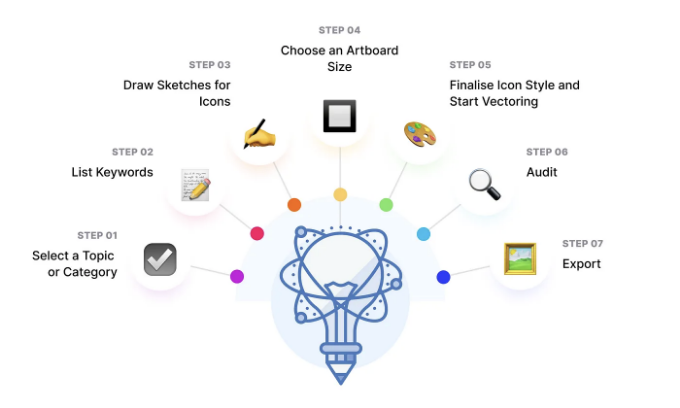 STEP 01
Select a Topic
or Category
STEP 02
List Keywords
STEP 03
Draw Sketches for
Icons
STEP 04
Choose an Artboard
Size
STEP 05
Finalise Icon Style and
Start Vectoring
STEP 06
Audit
STEP 07
Export